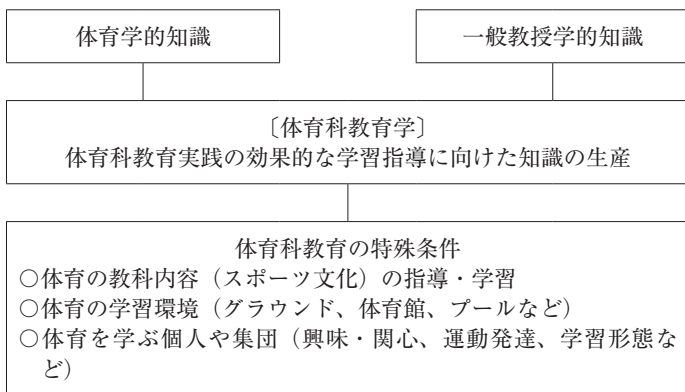 体育学的知識
一般教授学的知識
〔体育科教育学〕
体育科教育実践の効果的な学習指導に向けた知識の生産
体育科教育の特殊条件
○体育の教科内容（スポーツ文化）の指導・学習
○体育の学習環境（グラウンド、体育館、プールなど）
○体育を学ぶ個人や集団（興味・関心、運動発達、学習形態な
ど）